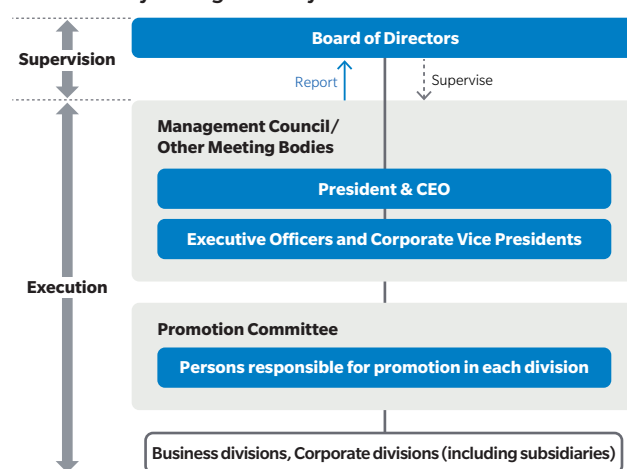 Board of Directors
Supervision
Report
Supervise
Management Council/
Other Meeting Bodies
President & CEO
Executive Officers and Corporate Vice Presidents
Execution
Promotion Committee
Persons responsible for promotion in each division
Business divisions, Corporate divisions (including subsidiaries)